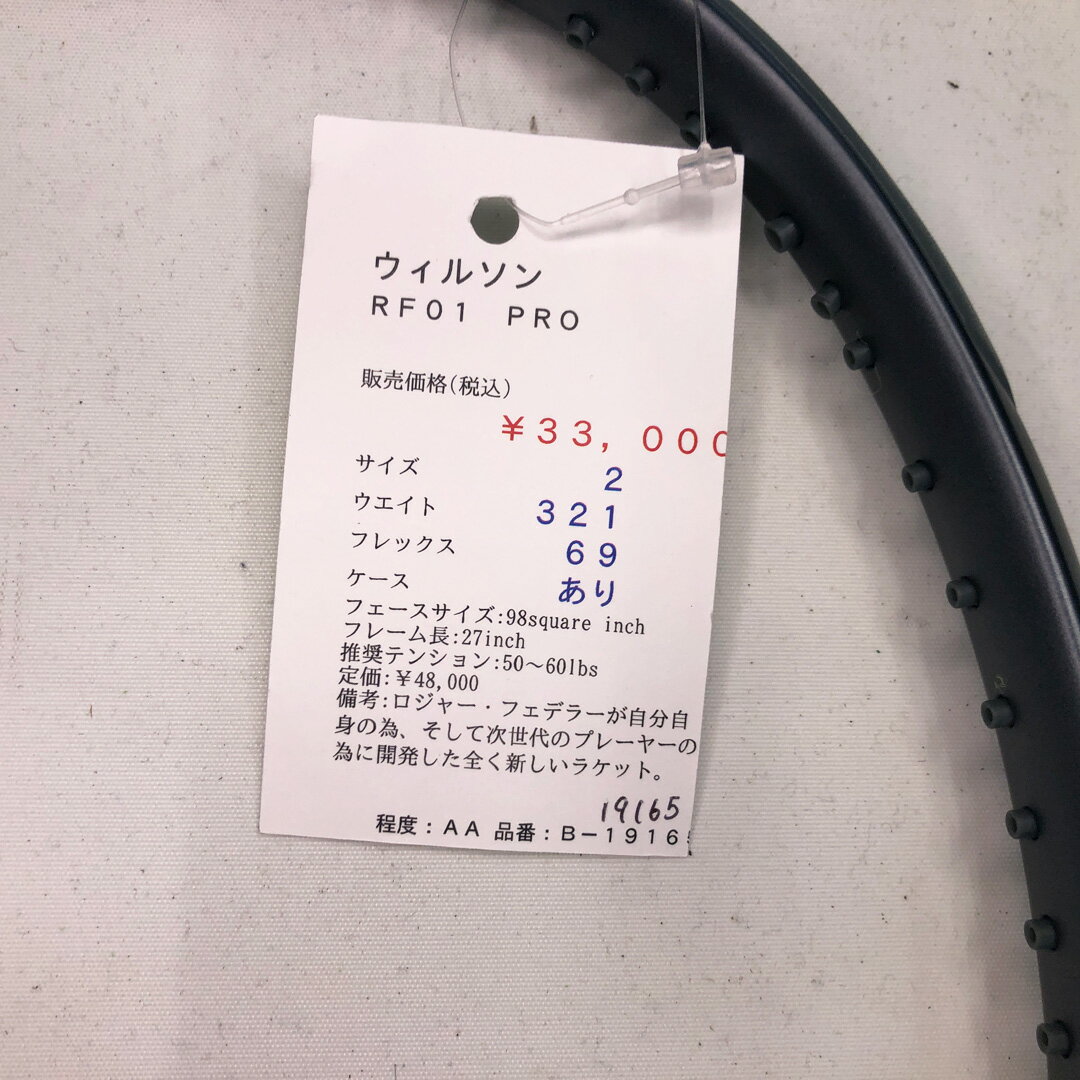 ウィルソン
RF01 PRO
販売価格(税込)
¥33,000
サイズ 2
ウエイト 321
フレックス 69
ケース あり
フェースサイズ:98square inch
フレーム長:27inch
推奨テンション:50～60lbs
定価:¥48,000
備考:ロジャー・フェデラーが自分自
身の為、そして次世代のプレーヤーの
為に開発した全く新しいラケット。
19165
程度:AA 品番:B-19165